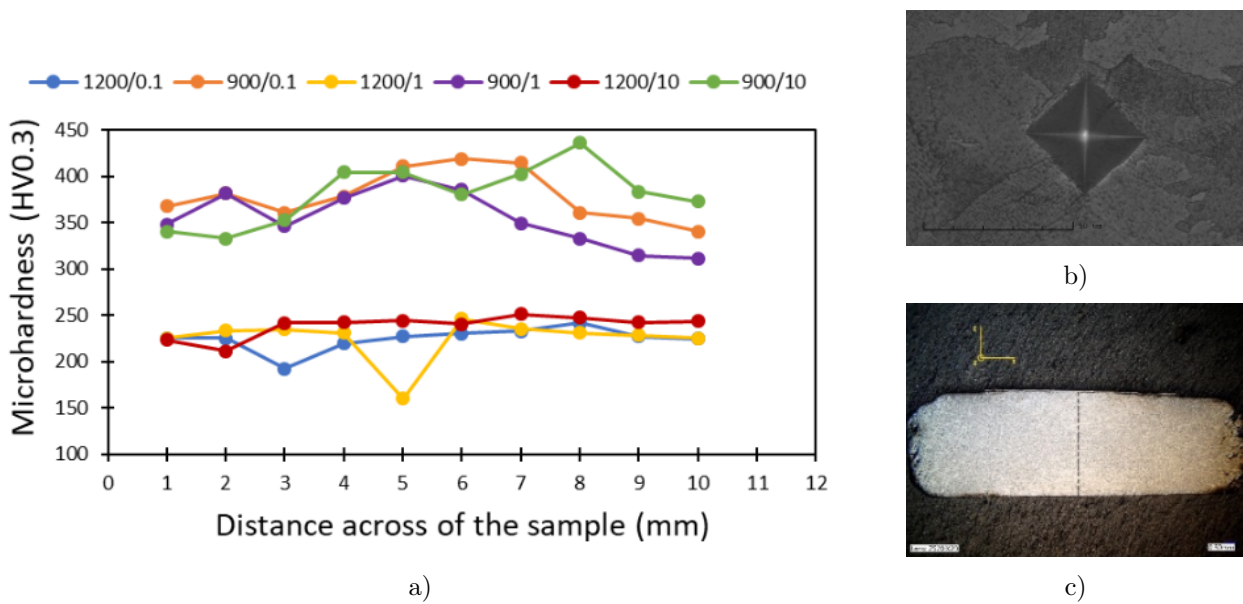 1200/0.1 900/0.1 1200/1 900/1 1200/10 900/10
Microhardness (HV0.3)
450
400
350
300
250
200
150
100
0 1 2 3 4 5 6 7 8 9 10 11 12
Distance across of the sample (mm)
a)
b)
c)